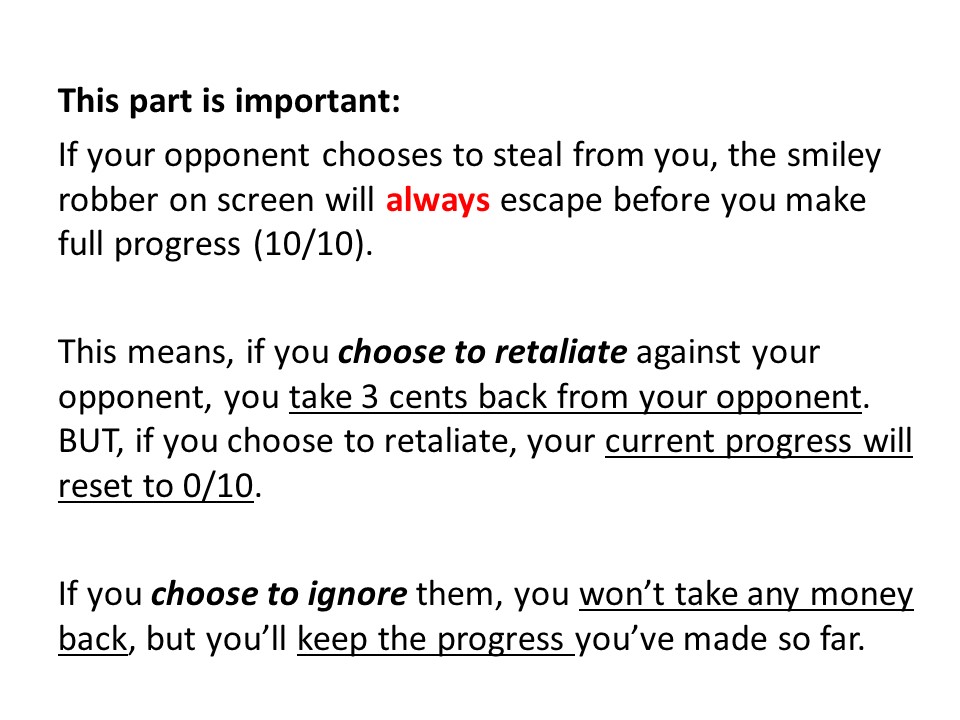 This part is important:
If your opponent chooses to steal from you, the smiley
robber on screen will always escape before you make
full progress (10/10).
This means, if you choose to retaliate against your
opponent, you take 3 cents back from your opponent.
BUT, if you choose to retaliate, your current progress will
reset to 0/10.
If you choose to ignore them, you won’t take any money
back, but you’ll keep the progress you’ve made so far.